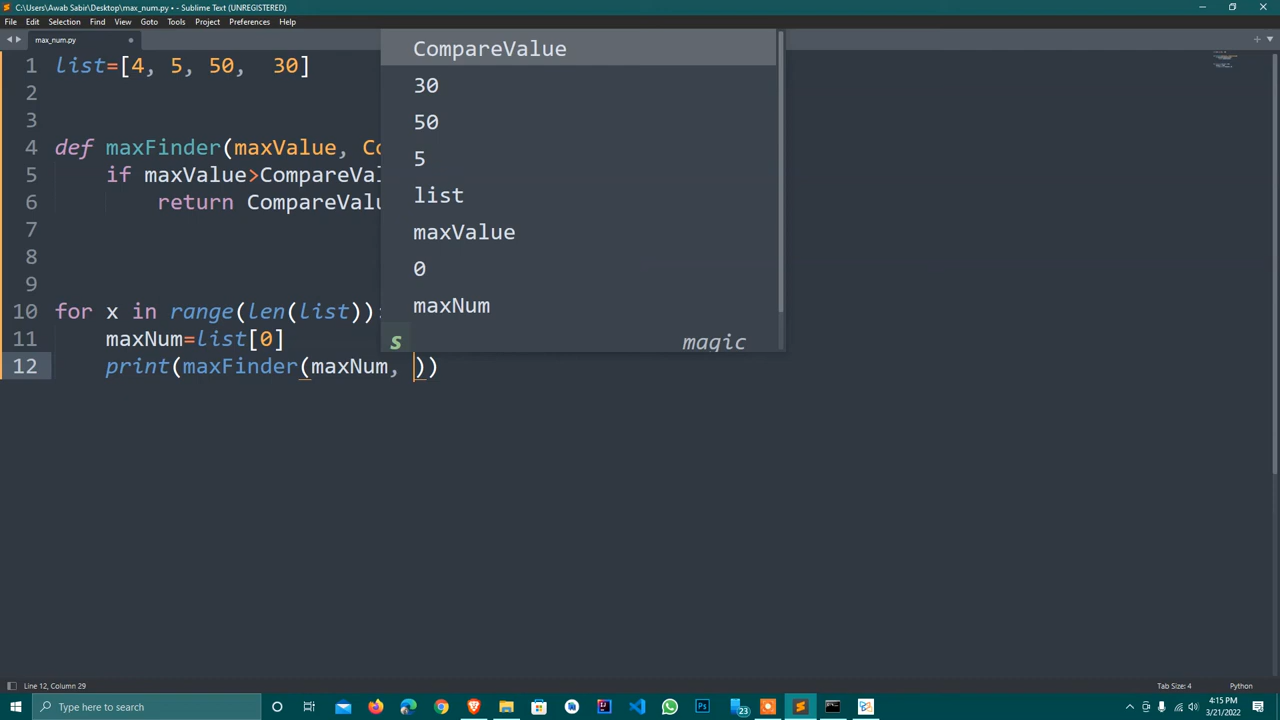 C:\Users\Awab Sabir\Desktop\max_num.py • - Sublime Text (UNREGISTERED)
File Edit Selection Find View Goto Tools Project Preferences Help
max_num.py
1 list=[4, 5, 50,  30]
2
3
4 def maxFinder(maxValue, Co
5 if maxValue>CompareVal
6 return CompareValu
7
8
9
10 for x in range(len(list)):
11 maxNum=list[0]
12 print(maxFinder(maxNum, ))
CompareValue
30
50
5
list
maxValue
0
maxNum
s magic
Line 12, Column 29 Tab Size: 4 Python
Type here to search
23
4:15 PM
3/21/2022